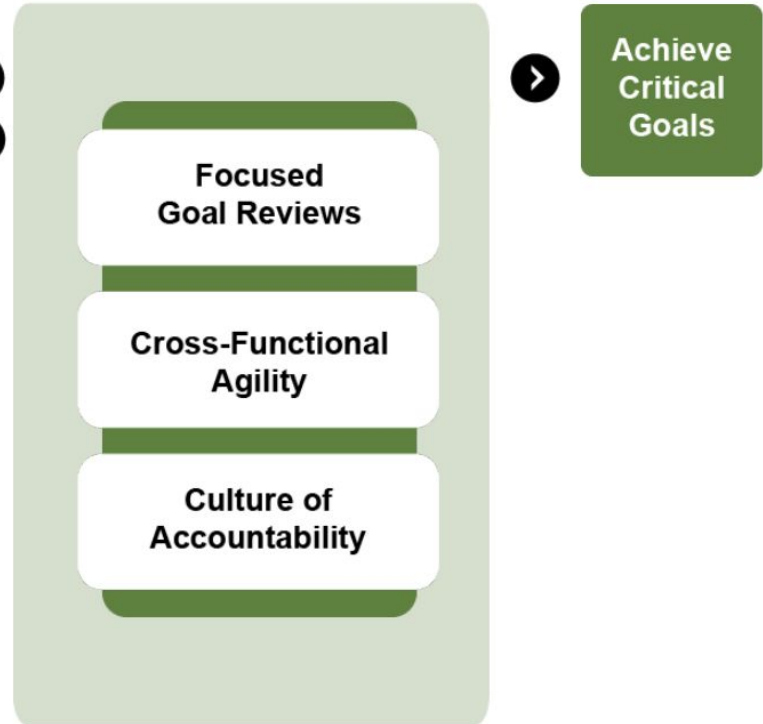 Achieve
Critical
Goals
Focused
Goal Reviews
Cross-Functional
Agility
Culture of
Accountability